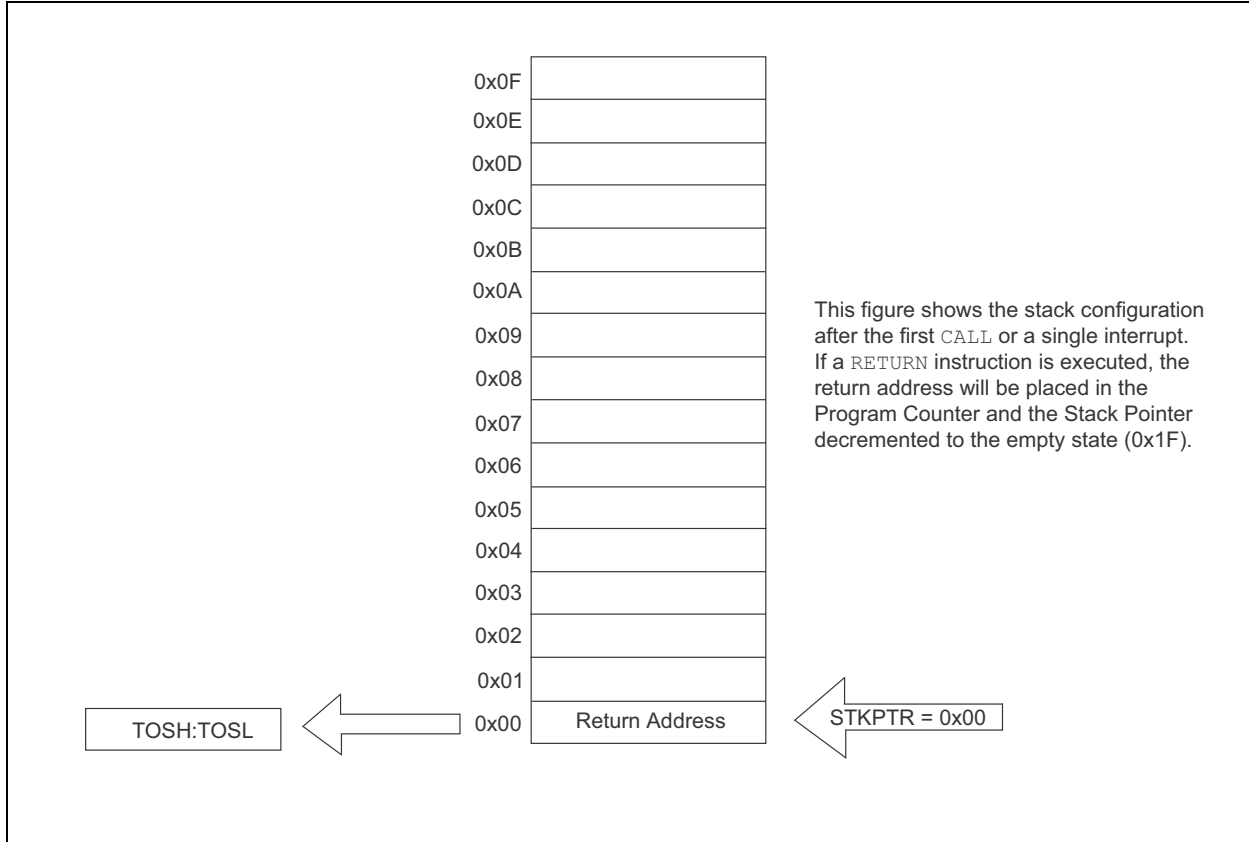 0x0F
0x0E
0x0D
0x0C
0x0B
0x0A
0x09
0x08
0x07
0x06
0x05
0x04
0x03
0x02
0x01
0x00
This figure shows the stack configuration
after the first CALL or a single interrupt.
If a RETURN instruction is executed, the
return address will be placed in the
Program Counter and the Stack Pointer
decremented to the empty state (0x1F).
TOSH:TOSL
Return Address
STKPTR = 0x00